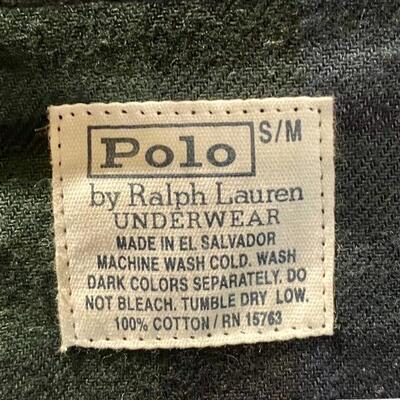 Polo S/M
by Ralph Lauren
UNDERWEAR
MADE IN EL SALVADOR
MACHINE WASH COLD. WASH
DARK COLORS SEPARATELY. DO
NOT BLEACH. TUMBLE DRY LOW.
100% COTTON/RN 15763